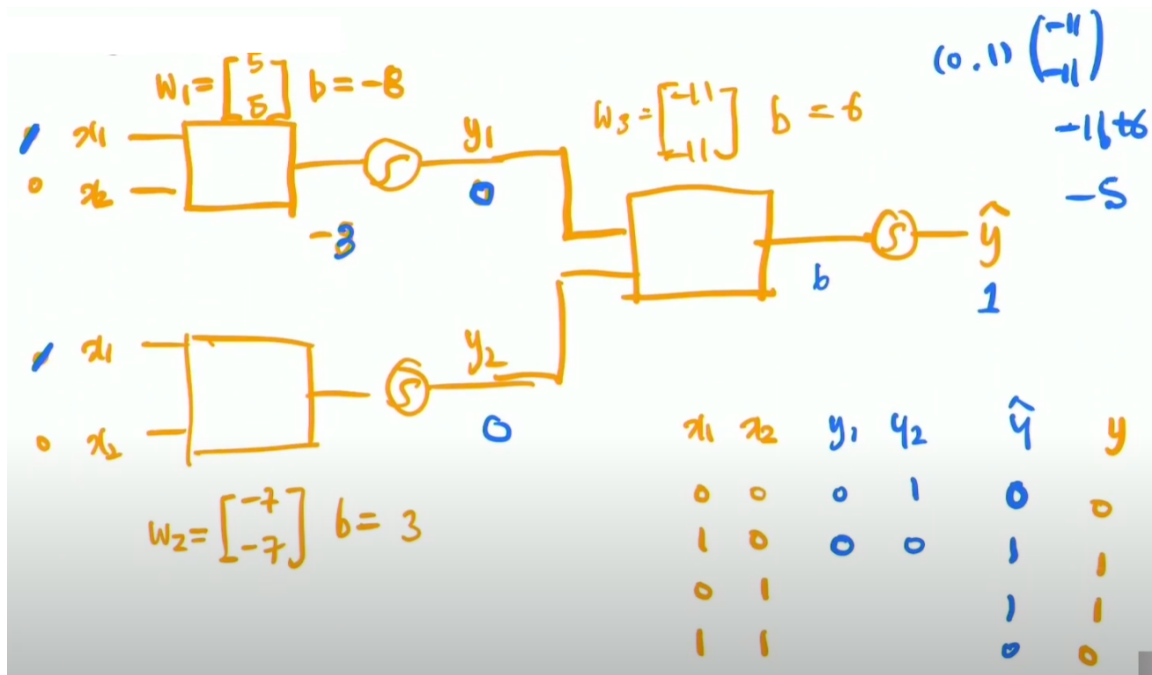 W₁ = [5 5] b = -8
x₁
0 x₂
S
y₁
0
-3
W₃ = [-11 -11] b = 6
(0.1) (-11 -11)
-11+6
-5
S
ŷ
6
1
x₁
0 x₂
S
y₂
0
W₂ = [-7 -7] b = 3
x₁ x₂ y₁ y₂ ŷ y
0 0 0 1 0 0
1 0 0 0 1 1
0 1 1 1
1 1 0 0